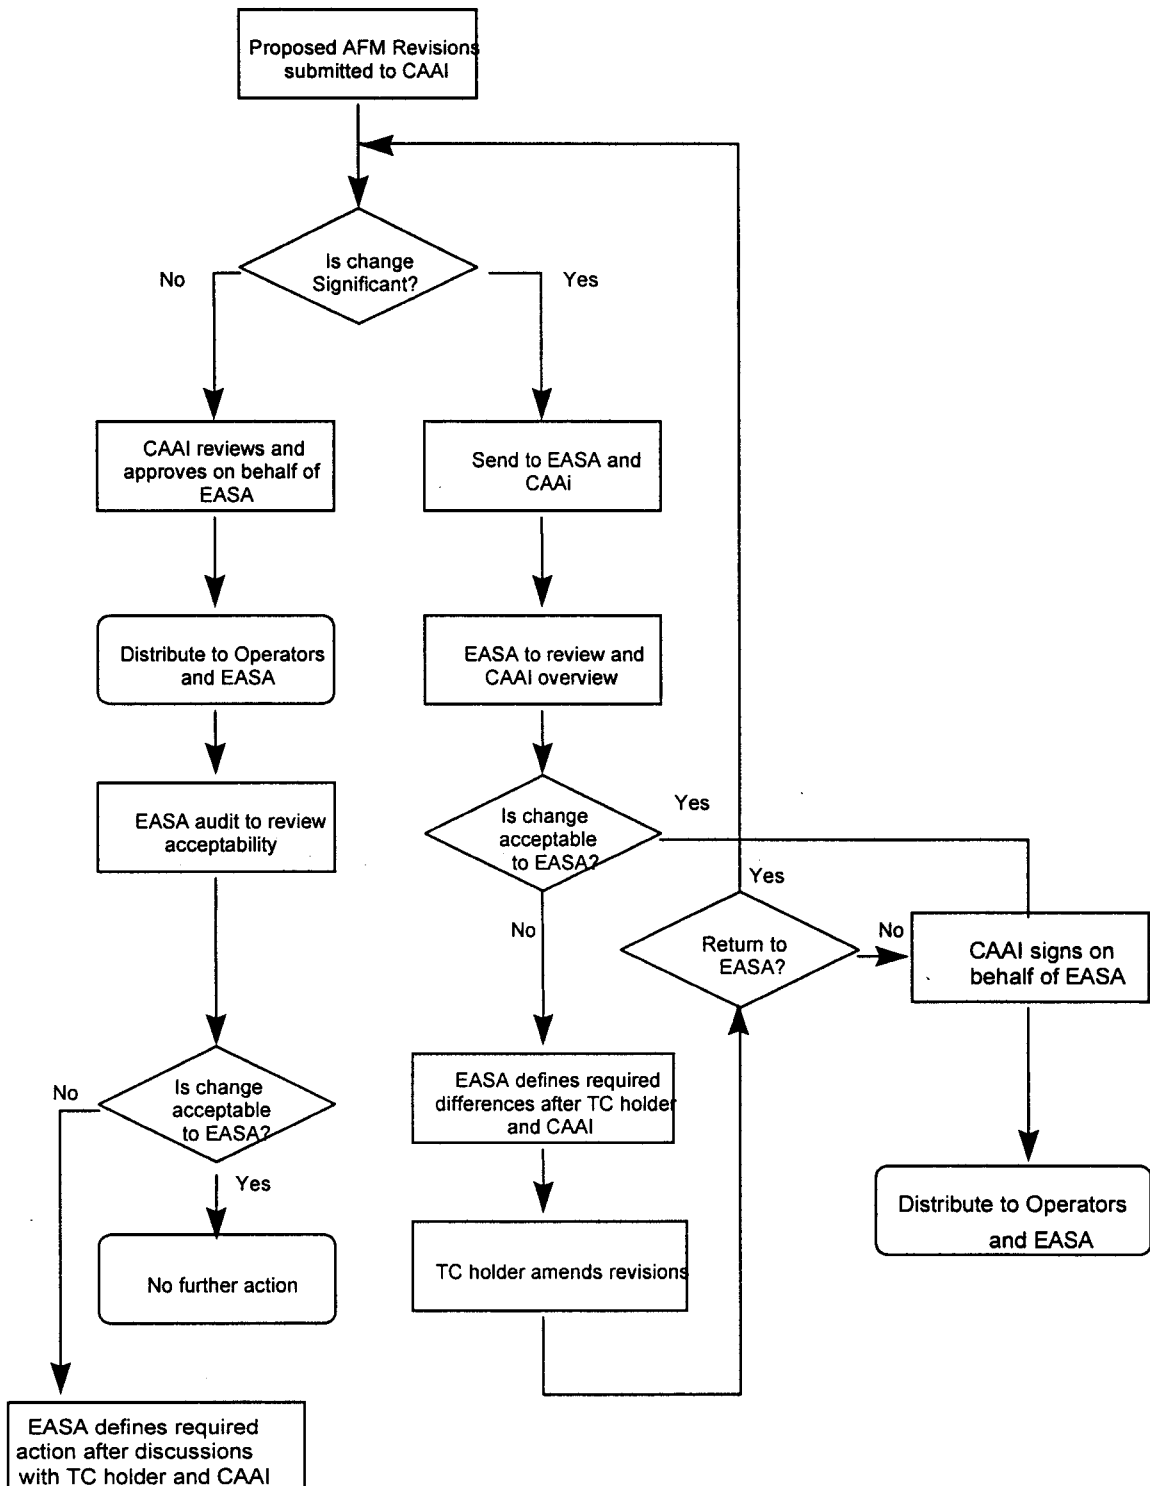 Proposed AFM Revisions
submitted to CAAI
Is change
Significant?
No
Yes
CAAI reviews and
approves on behalf of
EASA
Send to EASA and
CAAi
Distribute to Operators
and EASA
EASA to review and
CAAI overview
EASA audit to review
acceptability
Is change
acceptable
to EASA?
Yes
No
Return to
EASA?
Yes
No
CAAI signs on
behalf of EASA
Is change
acceptable
to EASA?
No
Yes
EASA defines required
differences after TC holder
and CAAI
Distribute to Operators
and EASA
No further action
TC holder amends revisions
EASA defines required
action after discussions
with TC holder and CAAI